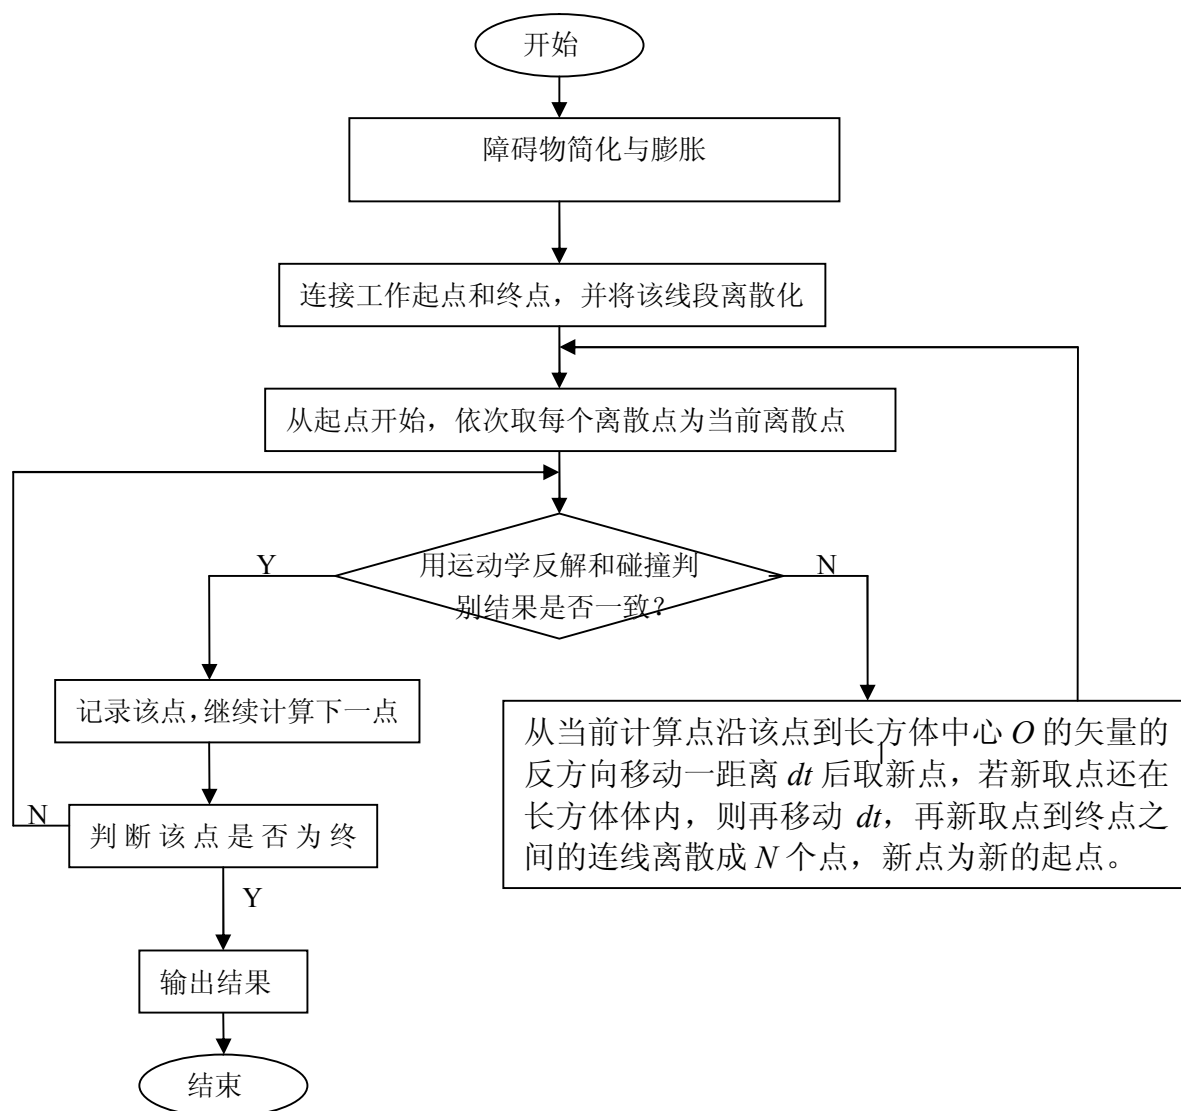 开始
障碍物简化与膨胀
连接工作起点和终点，并将该线段离散化
从起点开始，依次取每个离散点为当前离散点
Y
用运动学反解和碰撞判
别结果是否一致？
N
记录该点，继续计算下一点
从当前计算点沿该点到长方体中心 O 的矢量的
反方向移动一距离 dt 后取新点，若新取点还在
长方体体内，则再移动 dt，再新取点到终点之
间的连线离散成 N 个点，新点为新的起点。
N
判断该点是否为终
Y
输出结果
结束